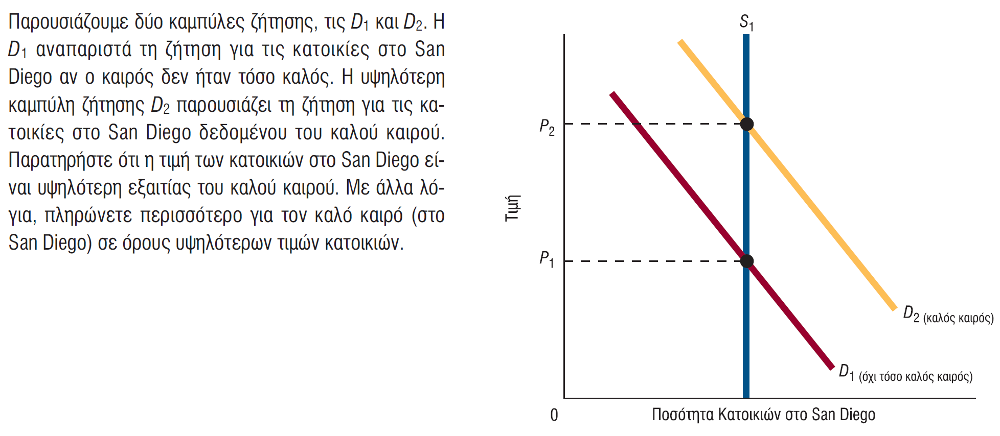 Παρουσιάζουμε δύο καμπύλες ζήτησης, τις D1 και D2. Η
D1 αναπαριστά τη ζήτηση για τις κατοικίες στο San
Diego αν ο καιρός δεν ήταν τόσο καλός. Η υψηλότερη
καμπύλη ζήτησης D2 παρουσιάζει τη ζήτηση για τις κα-
τοικίες στο San Diego δεδομένου του καλού καιρού.
Παρατηρήστε ότι η τιμή των κατοικιών στο San Diego εί-
ναι υψηλότερη εξαιτίας του καλού καιρού. Με άλλα λό-
για, πληρώνετε περισσότερο για τον καλό καιρό (στο
San Diego) σε όρους υψηλότερων τιμών κατοικιών.
S1
P2
Τιμή
P1
D2 (καλός καιρός)
D1 (όχι τόσο καλός καιρός)
0
Ποσότητα Κατοικιών στο San Diego